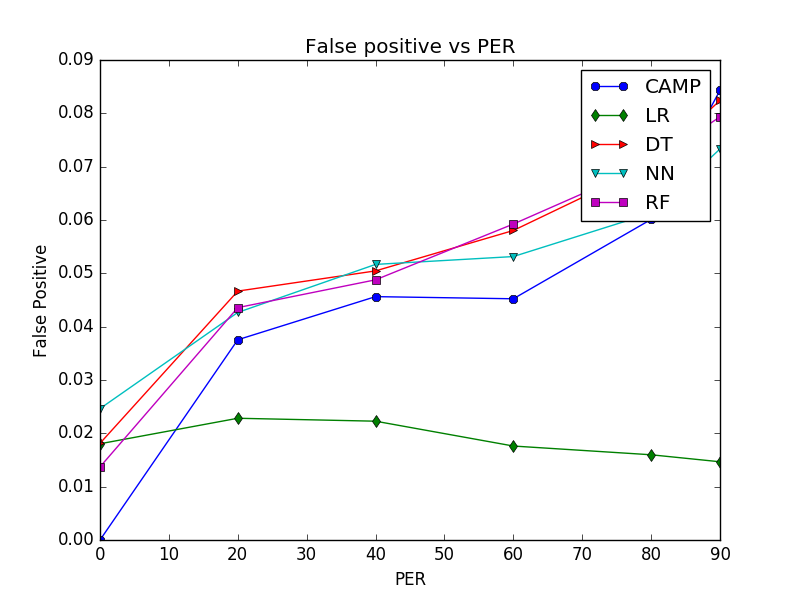 False positive vs PER
0.09
0.08
0.07
0.06
0.05
0.04
0.03
0.02
0.01
0.00
False Positive
CAMP
LR
DT
NN
RF
0 10 20 30 40 50 60 70 80 90
PER